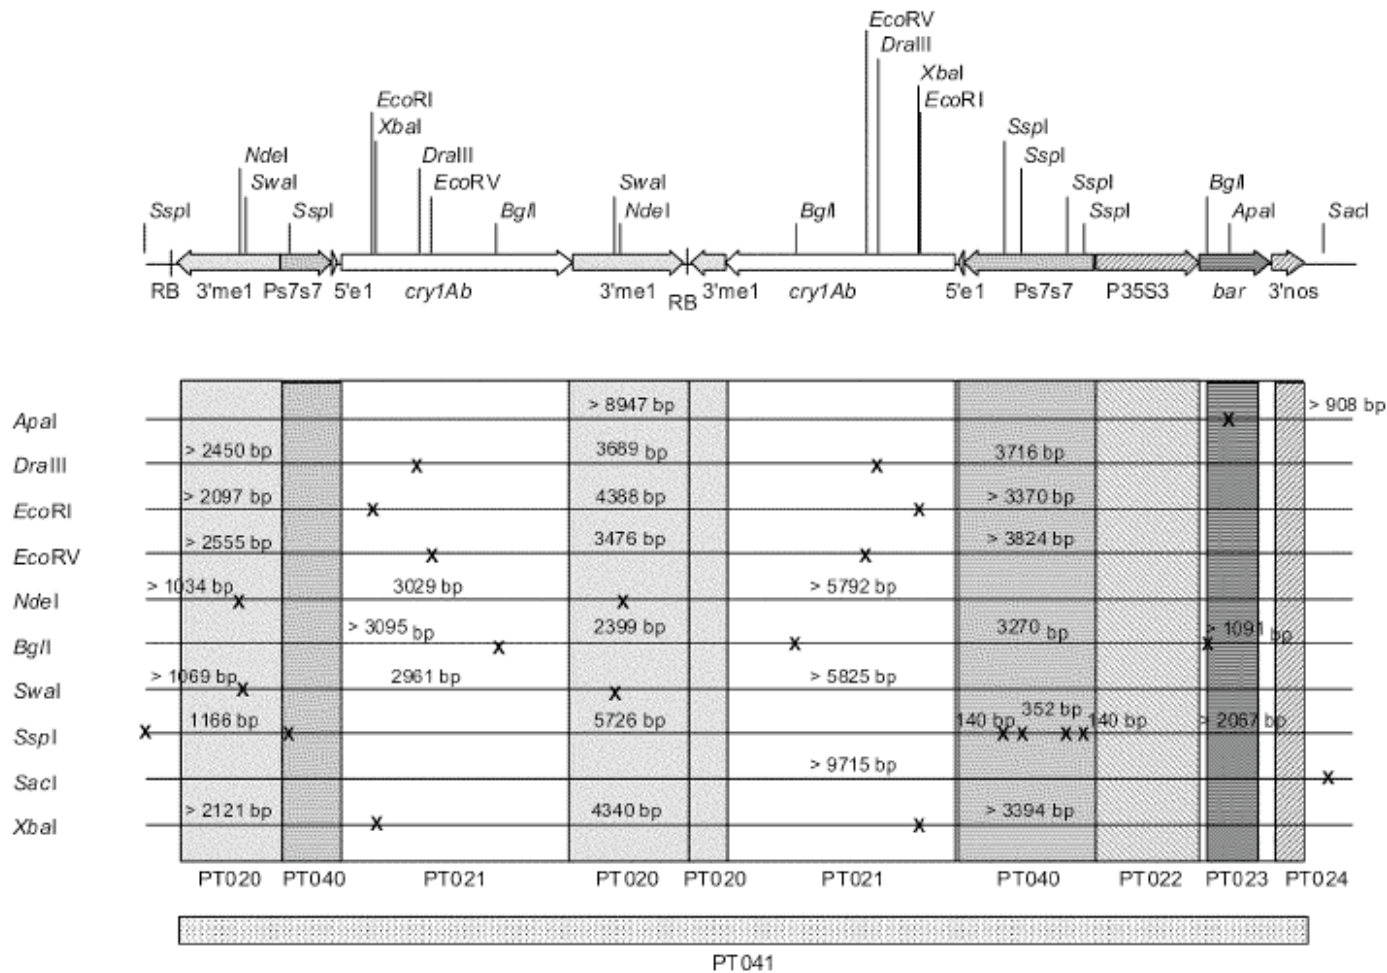 EcoRV
DraIII
XbaI
EcoRI
EcoRI
XbaI
SspI
NdeI
DraIII
SwaI
SspI
SwaI
EcoRV
NdeI
SspI
BglI
SspI
SspI
BglI
BglI
SspI
ApaI
SacI
RB 3'me1 Ps7s7 5'e1 cry1Ab 3'me1 RB 3'me1 cry1Ab 5'e1 Ps7s7 P35S3 bar 3'nos
ApaI > 8947 bp > 908 bp
DraIII > 2450 bp 3689 bp 3716 bp
EcoRI > 2097 bp 4388 bp > 3370 bp
EcoRV > 2555 bp 3476 bp > 3824 bp
NdeI > 1034 bp 3029 bp > 5792 bp
BglI > 3095 bp 2399 bp 3270 bp > 1091 bp
SwaI > 1069 bp 2961 bp > 5825 bp
SspI 1166 bp 5726 bp 140 bp 352 bp 140 bp > 2067 bp
SacI > 9715 bp
XbaI > 2121 bp 4340 bp > 3394 bp
PT020 PT040 PT021 PT020 PT020 PT021 PT040 PT022 PT023 PT024
PT041